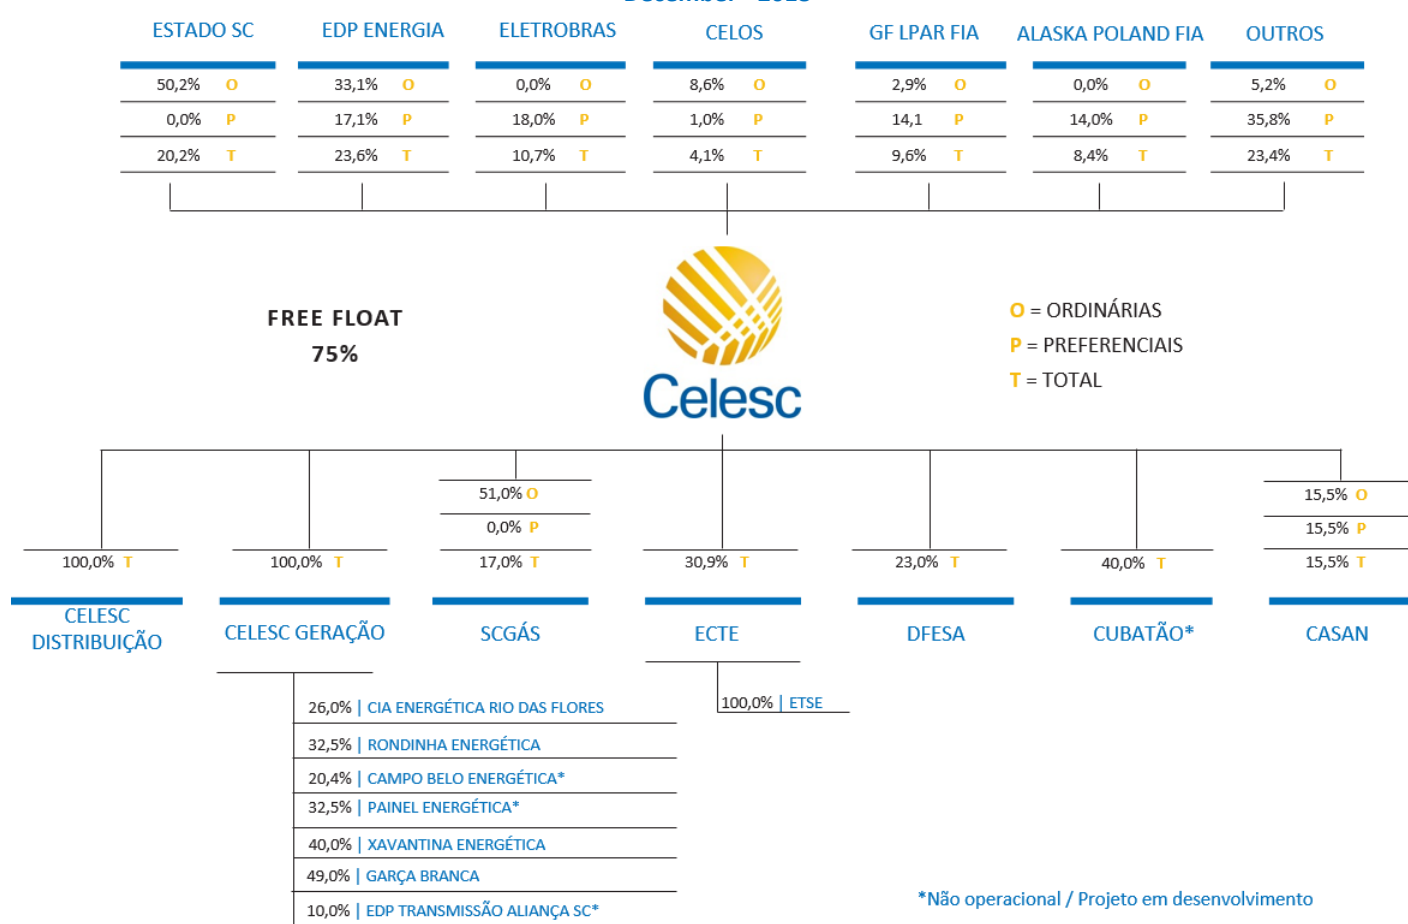 ESTADO SC EDP ENERGIA ELETROBRAS CELOS GF LPAR FIA ALASKA POLAND FIA OUTROS
50,2% O 33,1% O 0,0% O 8,6% O 2,9% O 0,0% O 5,2% O
0,0% P 17,1% P 18,0% P 1,0% P 14,1 P 14,0% P 35,8% P
20,2% T 23,6% T 10,7% T 4,1% T 9,6% T 8,4% T 23,4% T
FREE FLOAT
75%
Celesc
O = ORDINÁRIAS
P = PREFERENCIAIS
T = TOTAL
51,0% O 15,5% O
0,0% P 15,5% P
100,0% T 100,0% T 17,0% T 30,9% T 23,0% T 40,0% T 15,5% T
CELESC
DISTRIBUIÇÃO
CELESC GERAÇÃO SCGÁS ECTE DFESA CUBATÃO* CASAN
26,0% | CIA ENERGÉTICA RIO DAS FLORES
32,5% | RONDINHA ENERGÉTICA
20,4% | CAMPO BELO ENERGÉTICA*
32,5% | PAINEL ENERGÉTICA*
40,0% | XAVANTINA ENERGÉTICA
49,0% | GARÇA BRANCA
10,0% | EDP TRANSMISSÃO ALIANÇA SC*
100,0% | ETSE
*Não operacional / Projeto em desenvolvimento